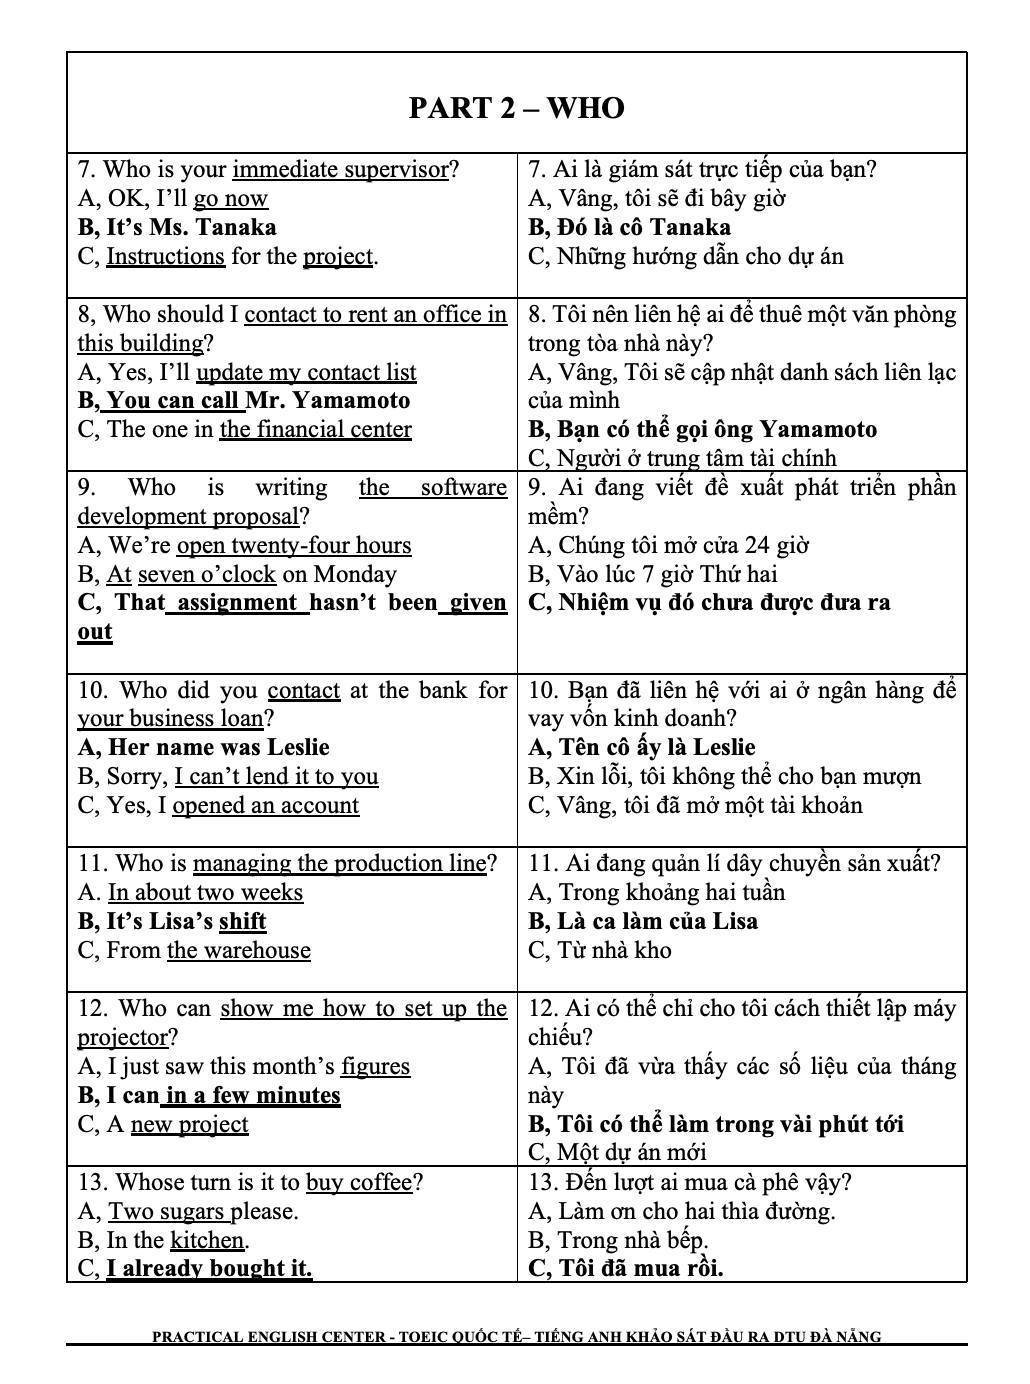 PART 2 – WHO
7. Who is your immediate supervisor?
A, OK, I’ll go now
B, It’s Ms. Tanaka
C, Instructions for the project.
7. Ai là giám sát trực tiếp của bạn?
A, Vâng, tôi sẽ đi bây giờ
B, Đó là cô Tanaka
C, Những hướng dẫn cho dự án
8, Who should I contact to rent an office in
this building?
A, Yes, I’ll update my contact list
B, You can call Mr. Yamamoto
C, The one in the financial center
8. Tôi nên liên hệ ai để thuê một văn phòng
trong tòa nhà này?
A, Vâng, Tôi sẽ cập nhật danh sách liên lạc
của mình
B, Bạn có thể gọi ông Yamamoto
C, Người ở trung tâm tài chính
9. Who is writing the software
development proposal?
A, We’re open twenty-four hours
B, At seven o’clock on Monday
C, That assignment hasn’t been given
out
9. Ai đang viết đề xuất phát triển phần
mềm?
A, Chúng tôi mở cửa 24 giờ
B, Vào lúc 7 giờ Thứ hai
C, Nhiệm vụ đó chưa được đưa ra
10. Who did you contact at the bank for
your business loan?
A, Her name was Leslie
B, Sorry, I can’t lend it to you
C, Yes, I opened an account
10. Bạn đã liên hệ với ai ở ngân hàng để
vay vốn kinh doanh?
A, Tên cô ấy là Leslie
B, Xin lỗi, tôi không thể cho bạn mượn
C, Vâng, tôi đã mở một tài khoản
11. Who is managing the production line?
A. In about two weeks
B, It’s Lisa’s shift
C, From the warehouse
11. Ai đang quản lí dây chuyền sản xuất?
A, Trong khoảng hai tuần
B, Là ca làm của Lisa
C, Từ nhà kho
12. Who can show me how to set up the
projector?
A, I just saw this month’s figures
B, I can in a few minutes
C, A new project
12. Ai có thể chỉ cho tôi cách thiết lập máy
chiếu?
A, Tôi đã vừa thấy các số liệu của tháng
này
B, Tôi có thể làm trong vài phút tới
C, Một dự án mới
13. Whose turn is it to buy coffee?
A, Two sugars please.
B, In the kitchen.
C, I already bought it.
13. Đến lượt ai mua cà phê vậy?
A, Làm ơn cho hai thìa đường.
B, Trong nhà bếp.
C, Tôi đã mua rồi.
PRACTICAL ENGLISH CENTER - TOEIC QUỐC TẾ– TIẾNG ANH KHẢO SÁT ĐẦU RA DTU ĐÀ NẴNG